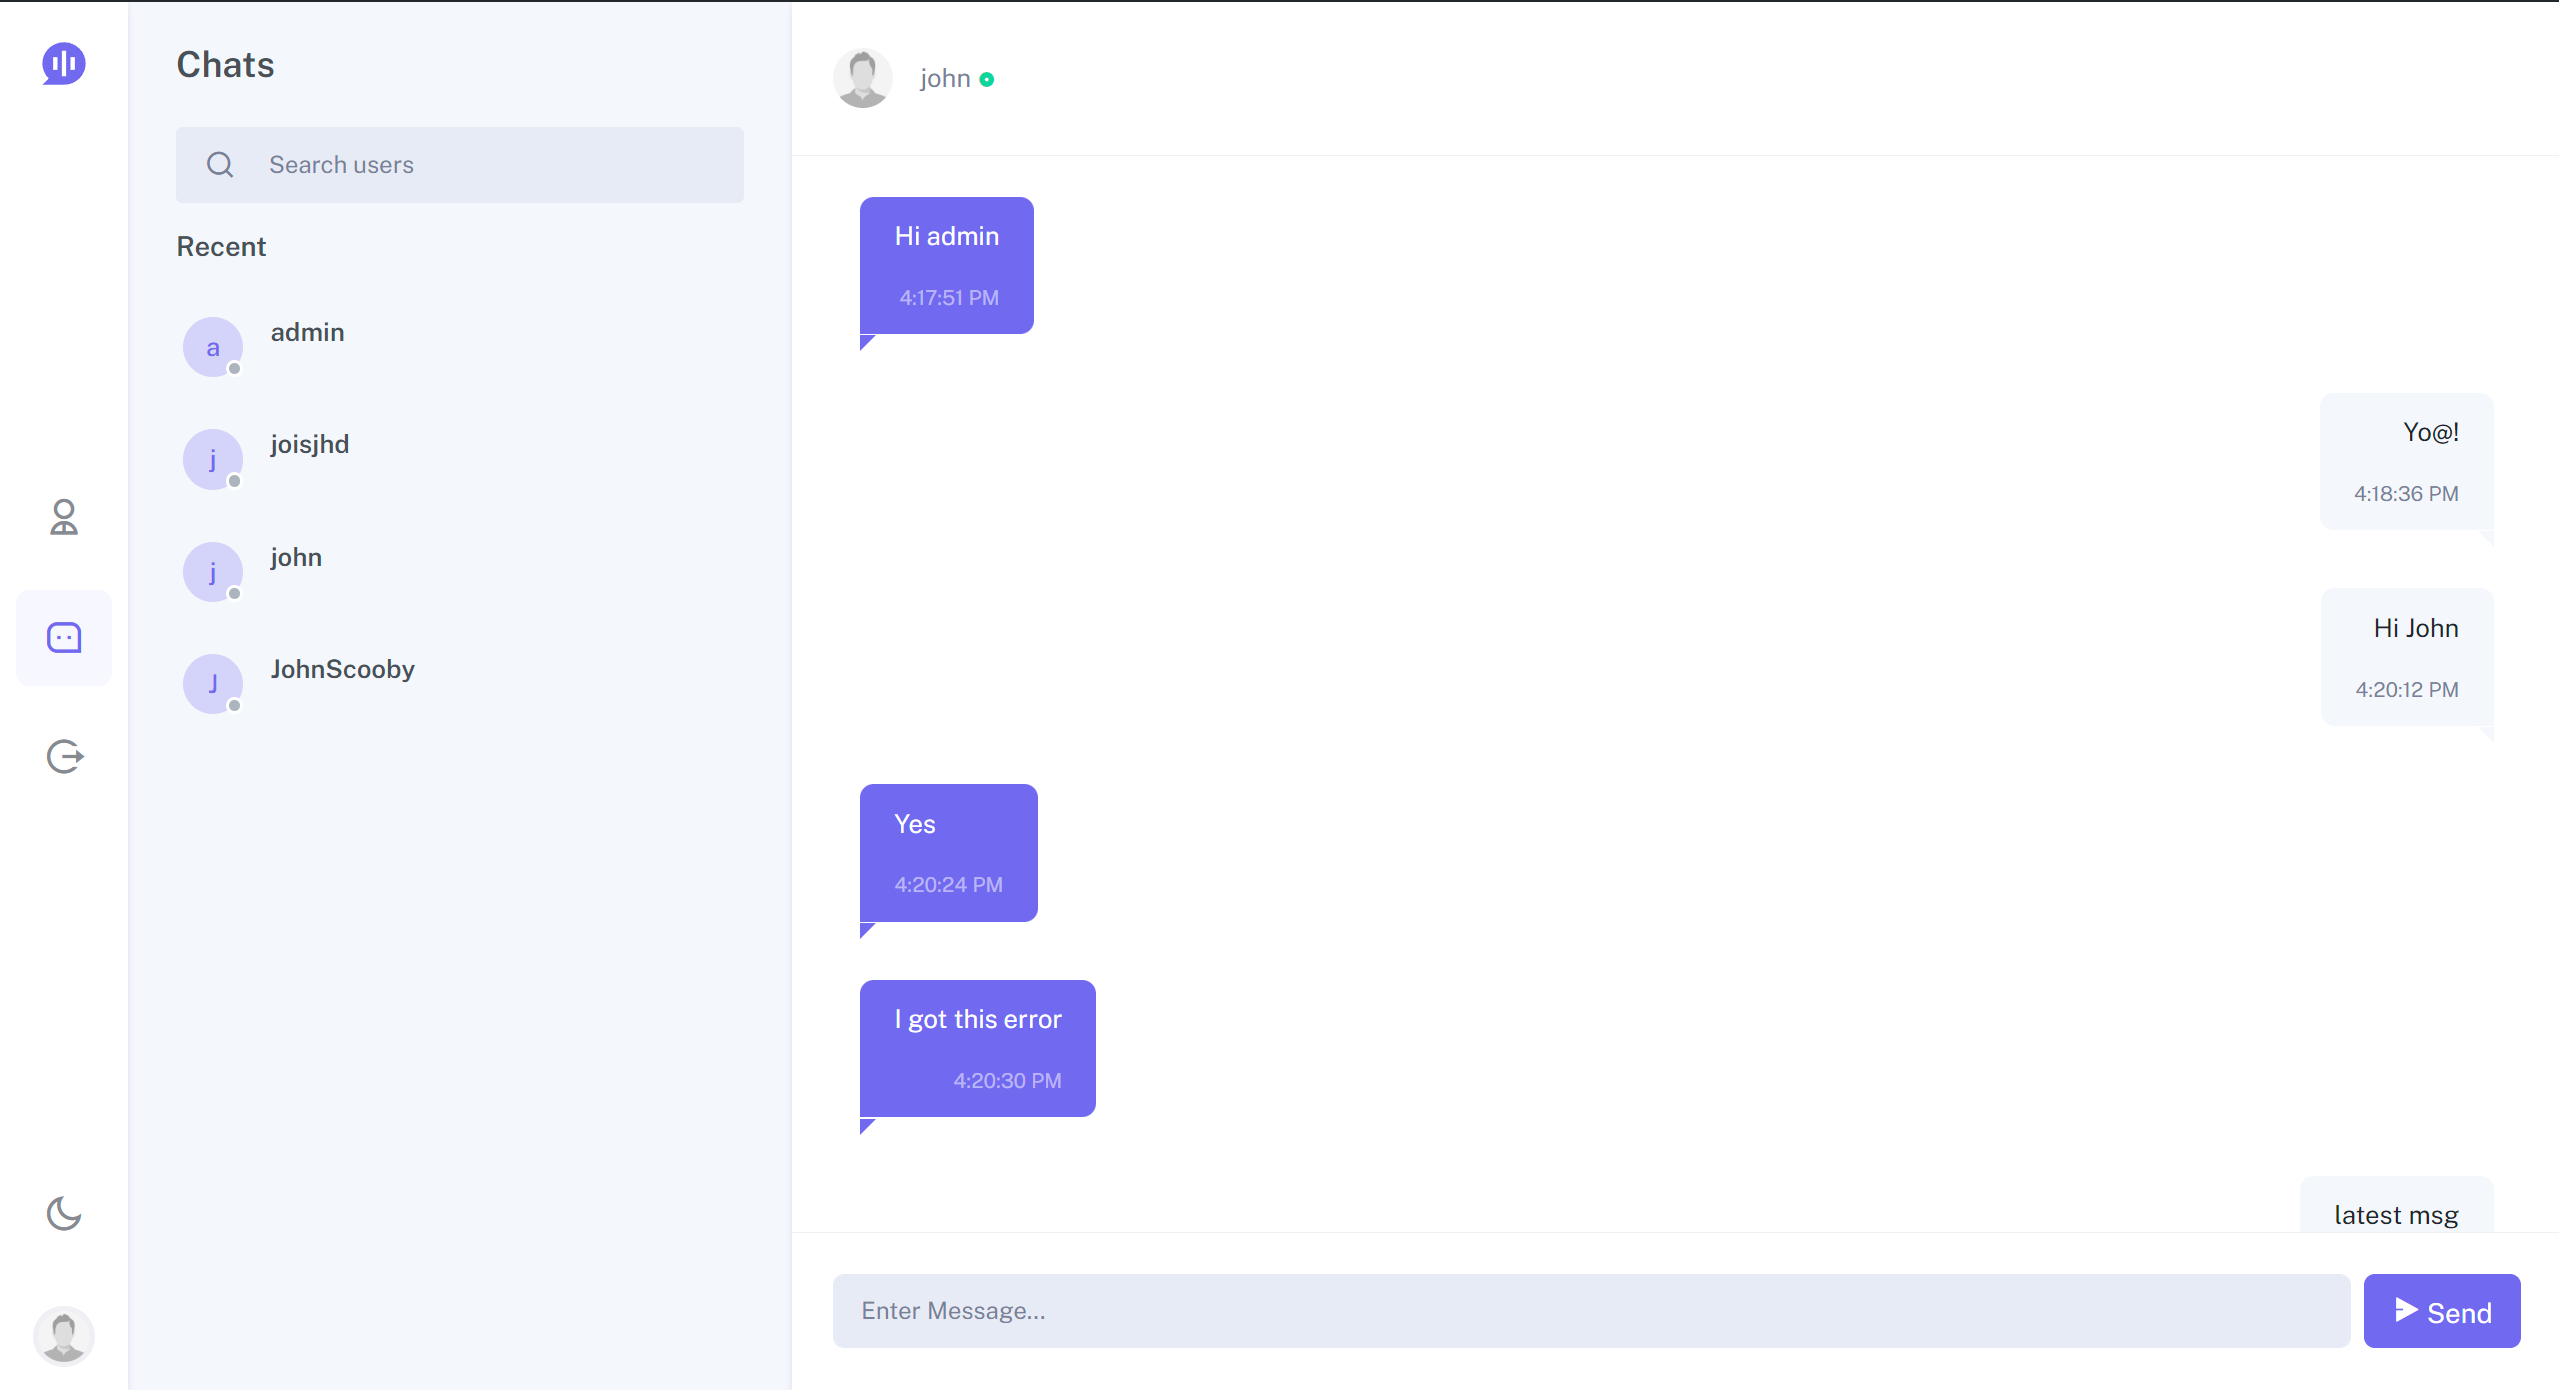 Chats
Search users
Recent
a
admin
j
joisjhd
j
john
J
JohnScooby
john
Hi admin
4:17:51 PM
Yo@!
4:18:36 PM
Hi John
4:20:12 PM
Yes
4:20:24 PM
I got this error
4:20:30 PM
latest msg
Enter Message...
Send